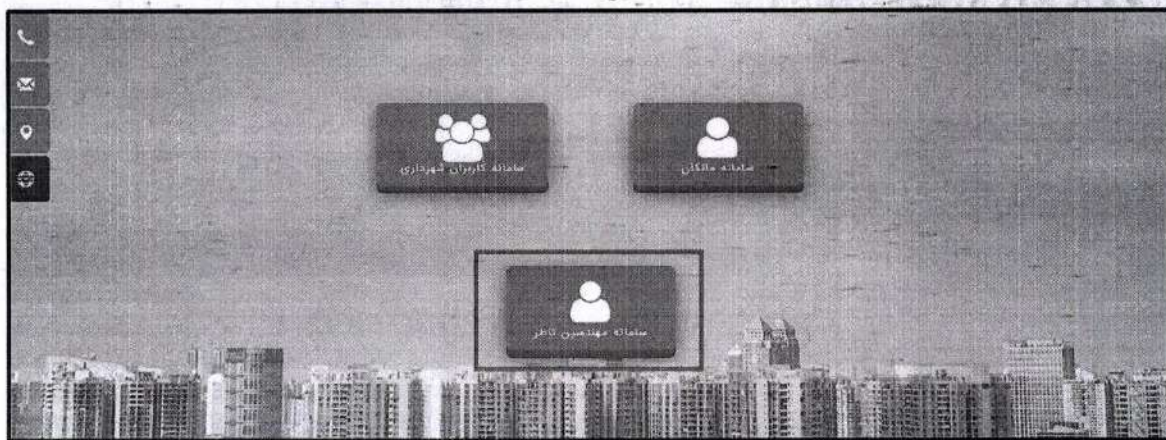 سامانه مالکان
سامانه کاربران شهرداری
سامانه مهندسین ناظر